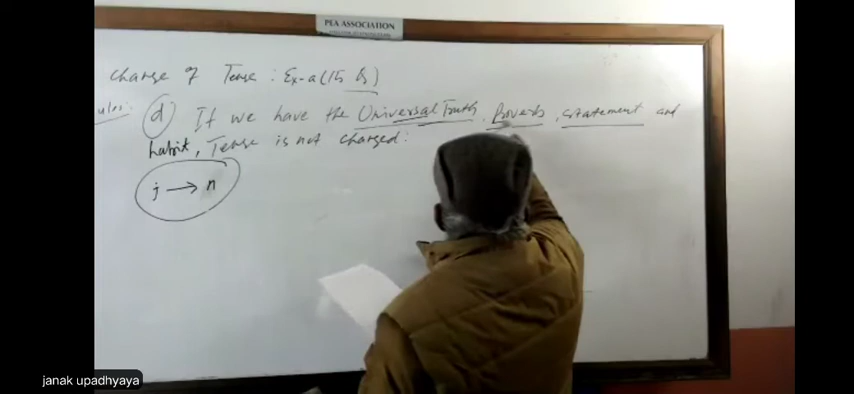 PEA ASSOCIATION
Change of Tense : Ex-a (15 Qs)
ules: (d) If we have the Universal Truth, Proverb, statement and
habit, Tense is not changed:
j → n
janak upadhyaya